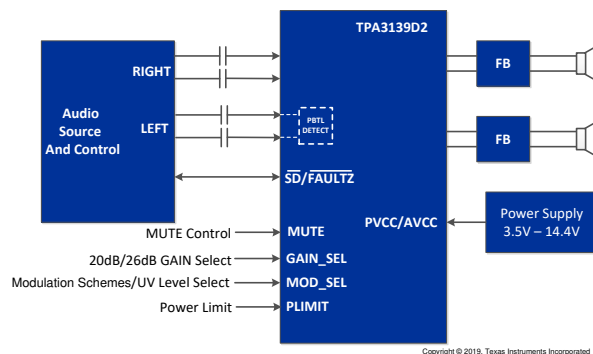 TPA3139D2
RIGHT
FB
Audio
Source
And Control
LEFT
PBTL
DETECT
FB
SD/FAULTZ
MUTE Control
MUTE
PVCC/AVCC
Power Supply
3.5V – 14.4V
20dB/26dB GAIN Select
GAIN_SEL
Modulation Schemes/UV Level Select
MOD_SEL
Power Limit
PLIMIT
Copyright © 2019, Texas Instruments Incorporated